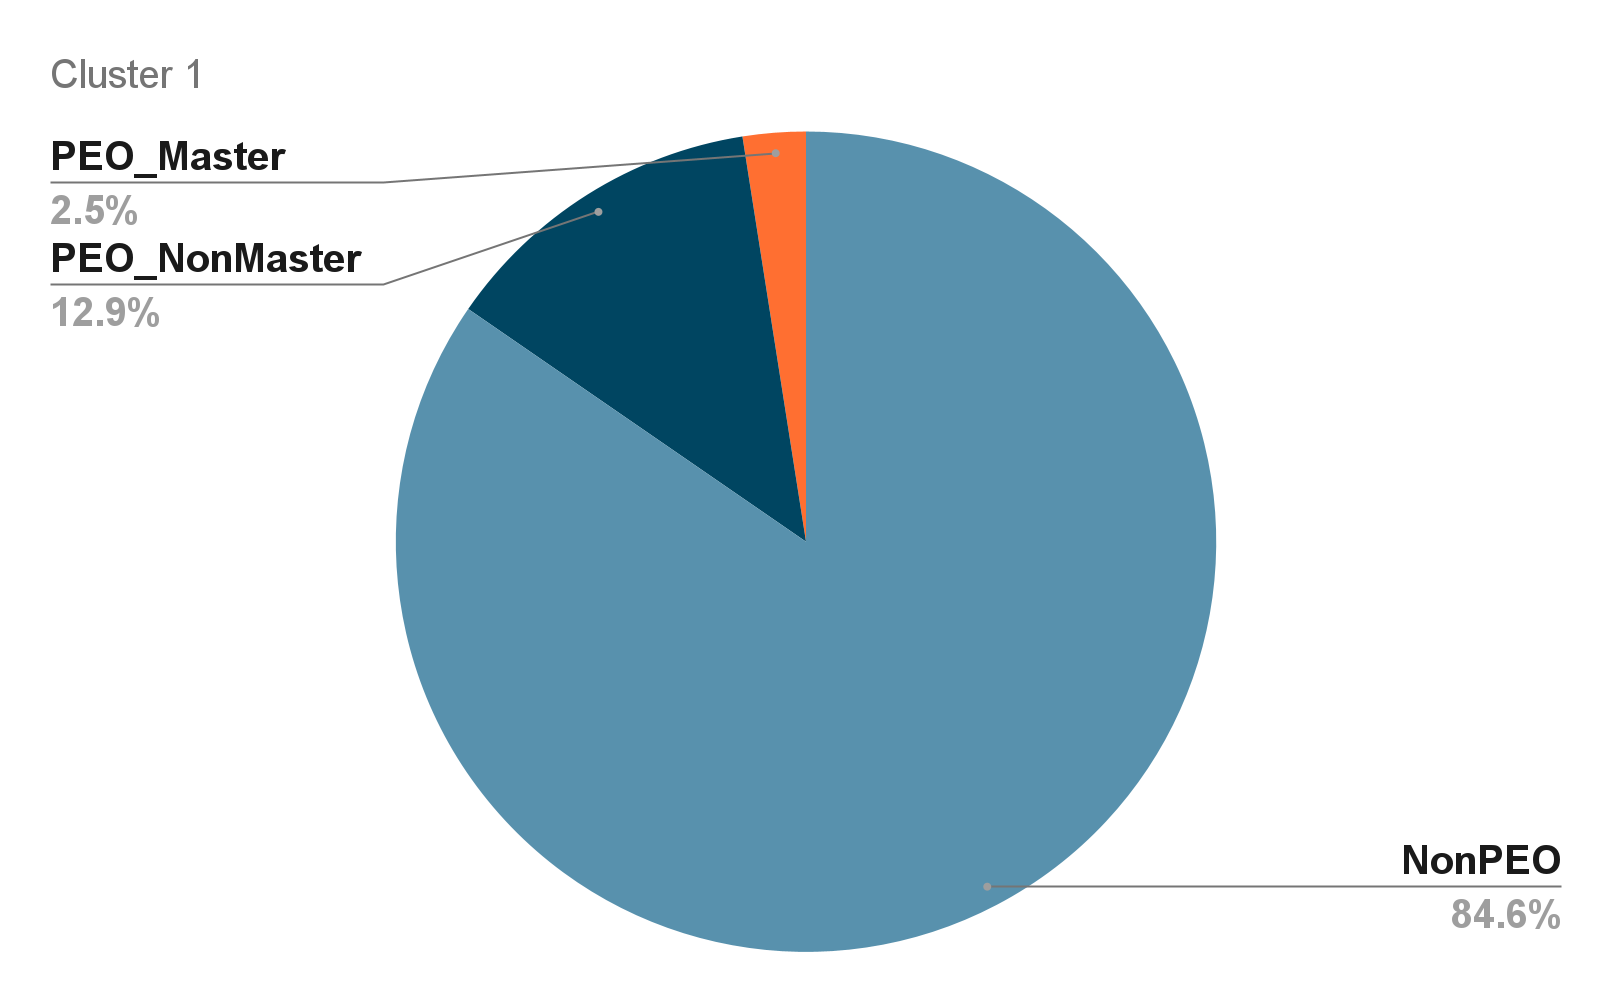 Cluster 1
PEO_Master
2.5%
PEO_NonMaster
12.9%
NonPEO
84.6%